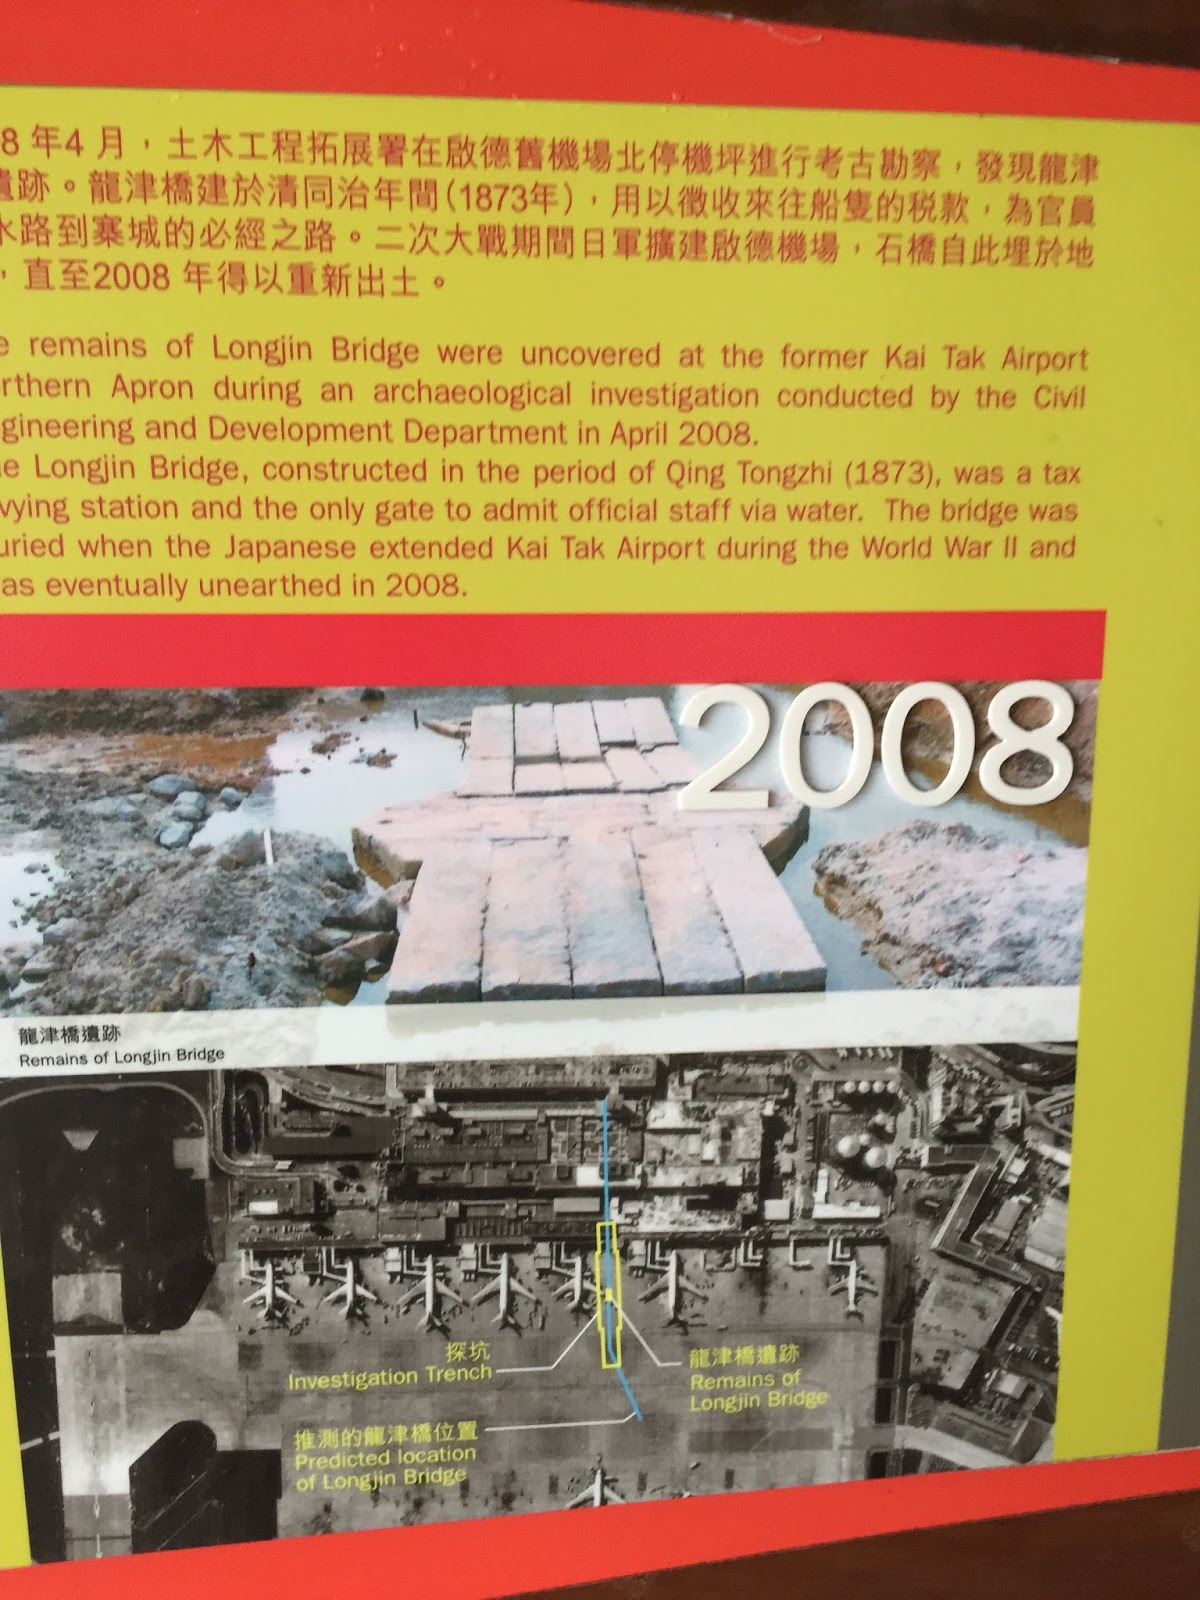 8 年4 月，土木工程拓展署在啟德舊機場北停機坪進行考古勘察，發現龍津
遺跡。龍津橋建於清同治年間(1873年)，用以徵收來往船隻的税款，為官員
水路到寨城的必經之路。二次大戰期間日軍擴建啟德機場，石橋自此埋於地
，直至2008 年得以重新出土。
e remains of Longjin Bridge were uncovered at the former Kai Tak Airport
rthern Apron during an archaeological investigation conducted by the Civil
gineering and Development Department in April 2008.
e Longjin Bridge, constructed in the period of Qing Tongzhi (1873), was a tax
vying station and the only gate to admit official staff via water. The bridge was
uried when the Japanese extended Kai Tak Airport during the World War II and
as eventually unearthed in 2008.
2008
龍津橋遺跡
Remains of Longjin Bridge
探坑
Investigation Trench
龍津橋遺跡
Remains of
Longjin Bridge
推測的龍津橋位置
Predicted location
of Longjin Bridge